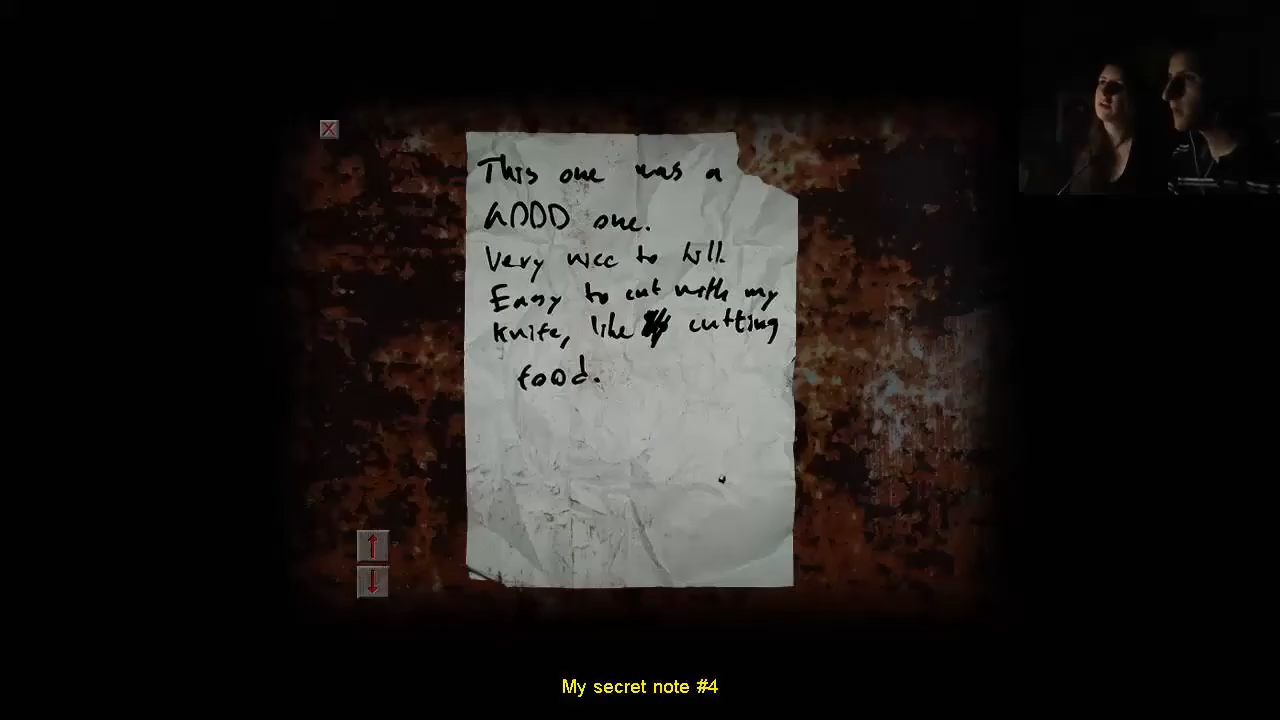 This one was a
GOOD one.
Very nice to kill.
Easy to cut with my
knife, like cutting
food.
My secret note #4